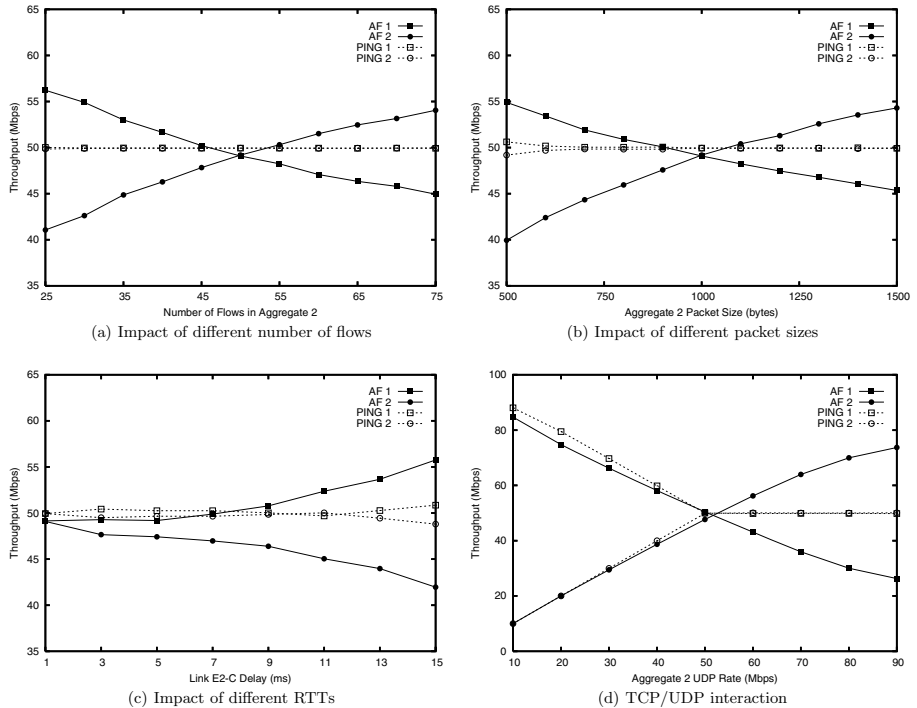 65
60
55
50
45
40
35
Throughput (Mbps)
AF 1
AF 2
PING 1
PING 2
25 35 45 55 65 75
Number of Flows in Aggregate 2
(a) Impact of different number of flows
65
60
55
50
45
40
35
Throughput (Mbps)
AF 1
AF 2
PING 1
PING 2
500 750 1000 1250 1500
Aggregate 2 Packet Size (bytes)
(b) Impact of different packet sizes
65
60
55
50
45
40
35
Throughput (Mbps)
AF 1
AF 2
PING 1
PING 2
1 3 5 7 9 11 13 15
Link E2-C Delay (ms)
(c) Impact of different RTTs
100
80
60
40
20
0
Throughput (Mbps)
AF 1
AF 2
PING 1
PING 2
10 20 30 40 50 60 70 80 90
Aggregate 2 UDP Rate (Mbps)
(d) TCP/UDP interaction